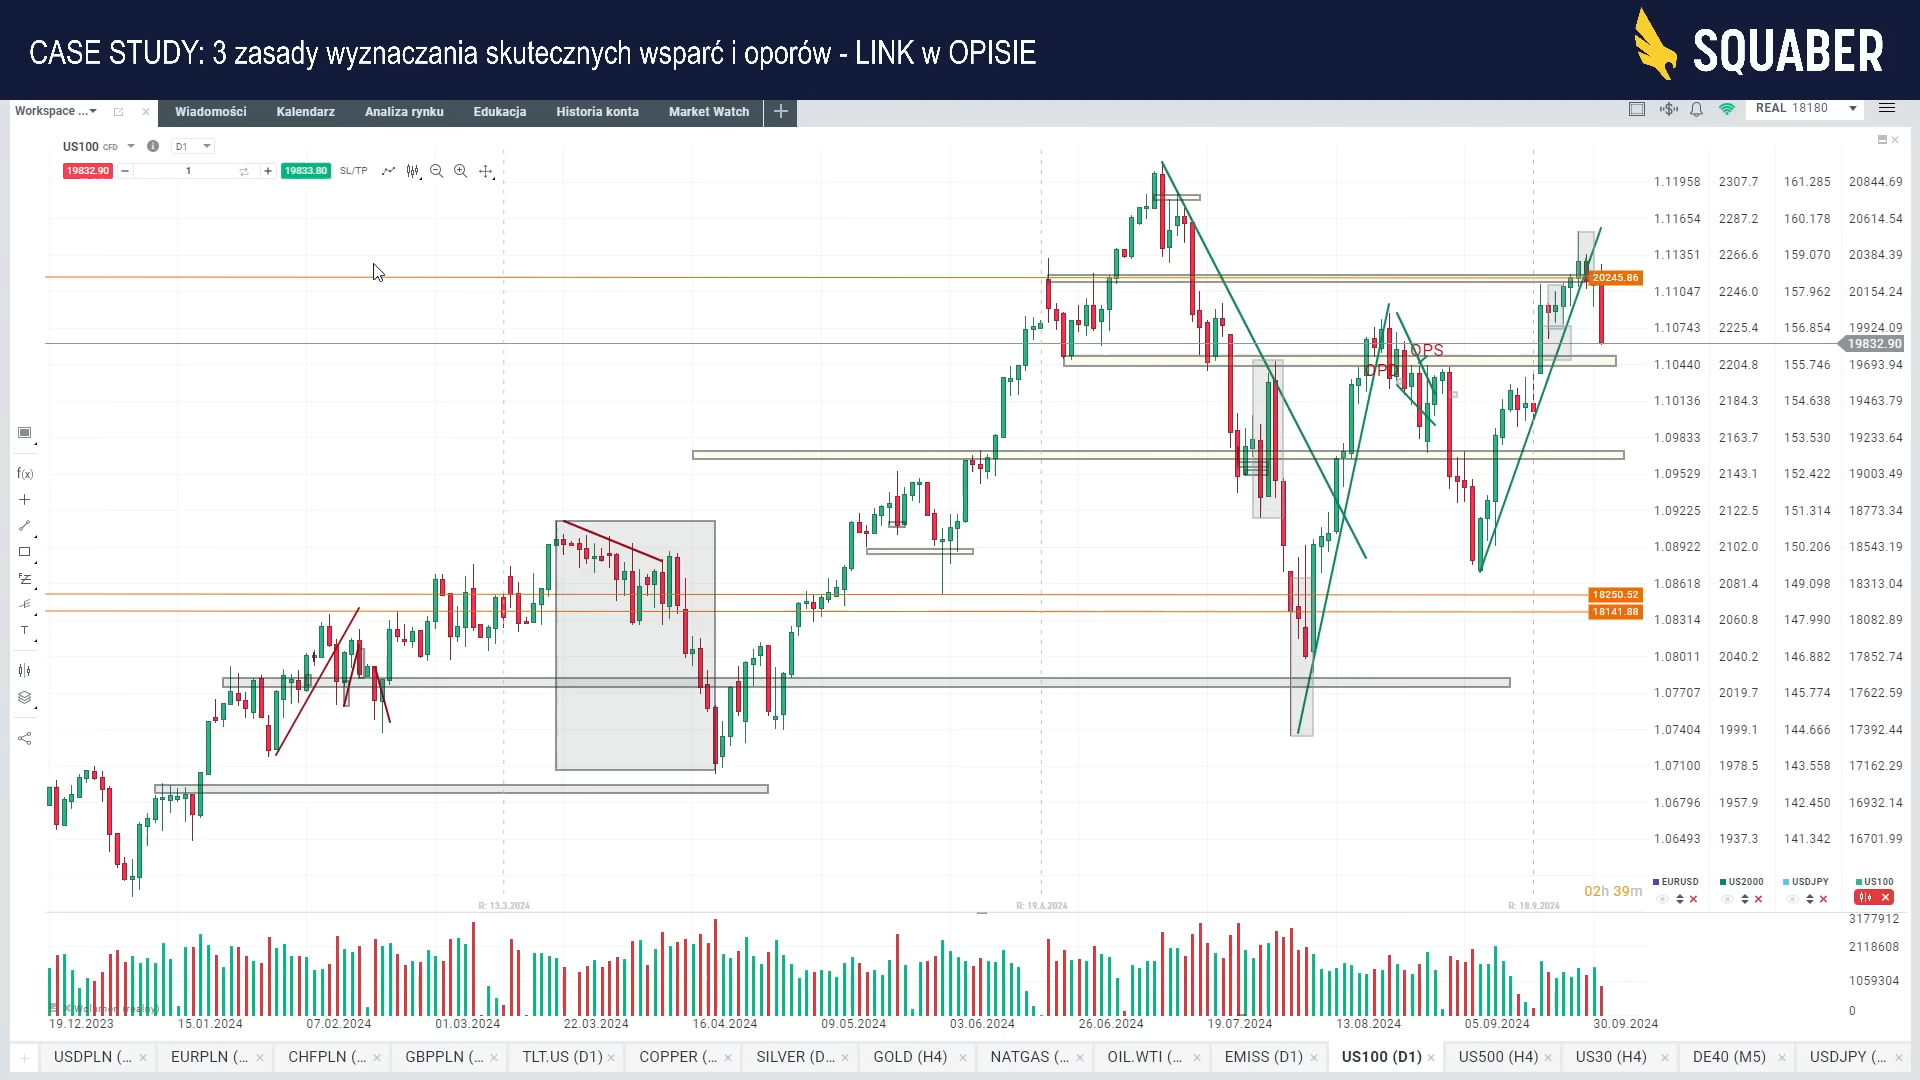 CASE STUDY: 3 zasady wyznaczania skutecznych wsparć i oporów - LINK w OPISIE
SQUABER
Workspace ...
Wiadomości
Kalendarz
Analiza rynku
Edukacja
Historia konta
Market Watch
REAL 18180
US100 CFD
D1
19832.90
1
19833.80
SL/TP
1.11958 2307.7 161.285 20844.69
1.11654 2287.2 160.178 20614.54
1.11351 2266.6 159.070 20384.39
20245.86
1.11047 2246.0 157.962 20154.24
1.10743 2225.4 156.854 19924.09
19832.90
OPS
OPD
1.10440 2204.8 155.746 19693.94
1.10136 2184.3 154.638 19463.79
1.09833 2163.7 153.530 19233.64
1.09529 2143.1 152.422 19003.49
1.09225 2122.5 151.314 18773.34
1.08922 2102.0 150.206 18543.19
1.08618 2081.4 149.098 18313.04
18250.52
18141.88
1.08314 2060.8 147.990 18082.89
1.08011 2040.2 146.882 17852.74
1.07707 2019.7 145.774 17622.59
1.07404 1999.1 144.666 17392.44
1.07100 1978.5 143.558 17162.29
1.06796 1957.9 142.450 16932.14
1.06493 1937.3 141.342 16701.99
f(x)
T
EURUSD US2000 USDJPY US100
02h 39m
R: 13.3.2024
R: 19.6.2024
R: 18.9.2024
3177912
2118608
1059304
0
Wolumen (realny)
19.12.2023 15.01.2024 07.02.2024 01.03.2024 22.03.2024 16.04.2024 09.05.2024 03.06.2024 26.06.2024 19.07.2024 13.08.2024 05.09.2024 30.09.2024
USDPLN (...
EURPLN (...
CHFPLN (...
GBPPLN (...
TLT.US (D1)
COPPER (...
SILVER (D...
GOLD (H4)
NATGAS (...
OIL.WTI (...
EMISS (D1)
US100 (D1)
US500 (H4)
US30 (H4)
DE40 (M5)
USDJPY (...